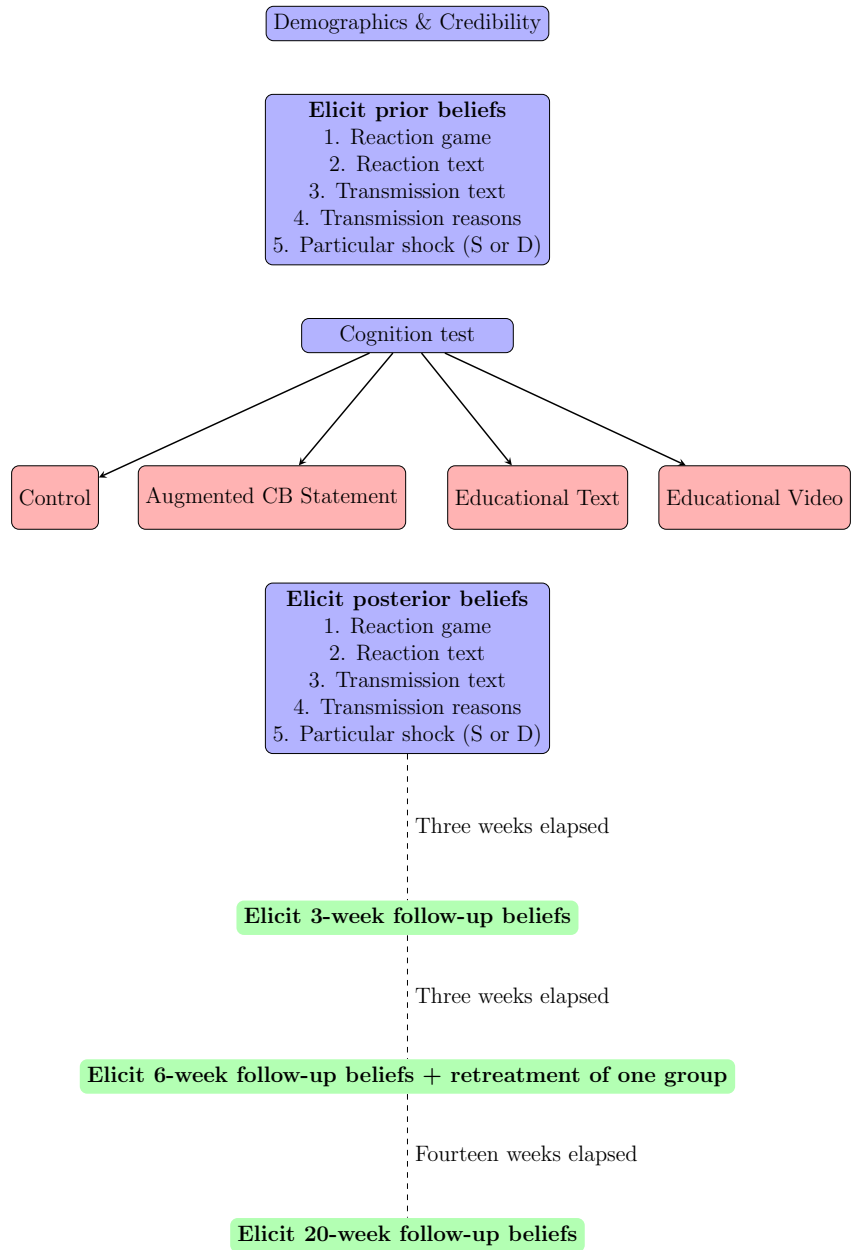 Demographics & Credibility
Elicit prior beliefs
1. Reaction game
2. Reaction text
3. Transmission text
4. Transmission reasons
5. Particular shock (S or D)
Cognition test
Control
Augmented CB Statement
Educational Text
Educational Video
Elicit posterior beliefs
1. Reaction game
2. Reaction text
3. Transmission text
4. Transmission reasons
5. Particular shock (S or D)
Three weeks elapsed
Elicit 3-week follow-up beliefs
Three weeks elapsed
Elicit 6-week follow-up beliefs + retreatment of one group
Fourteen weeks elapsed
Elicit 20-week follow-up beliefs